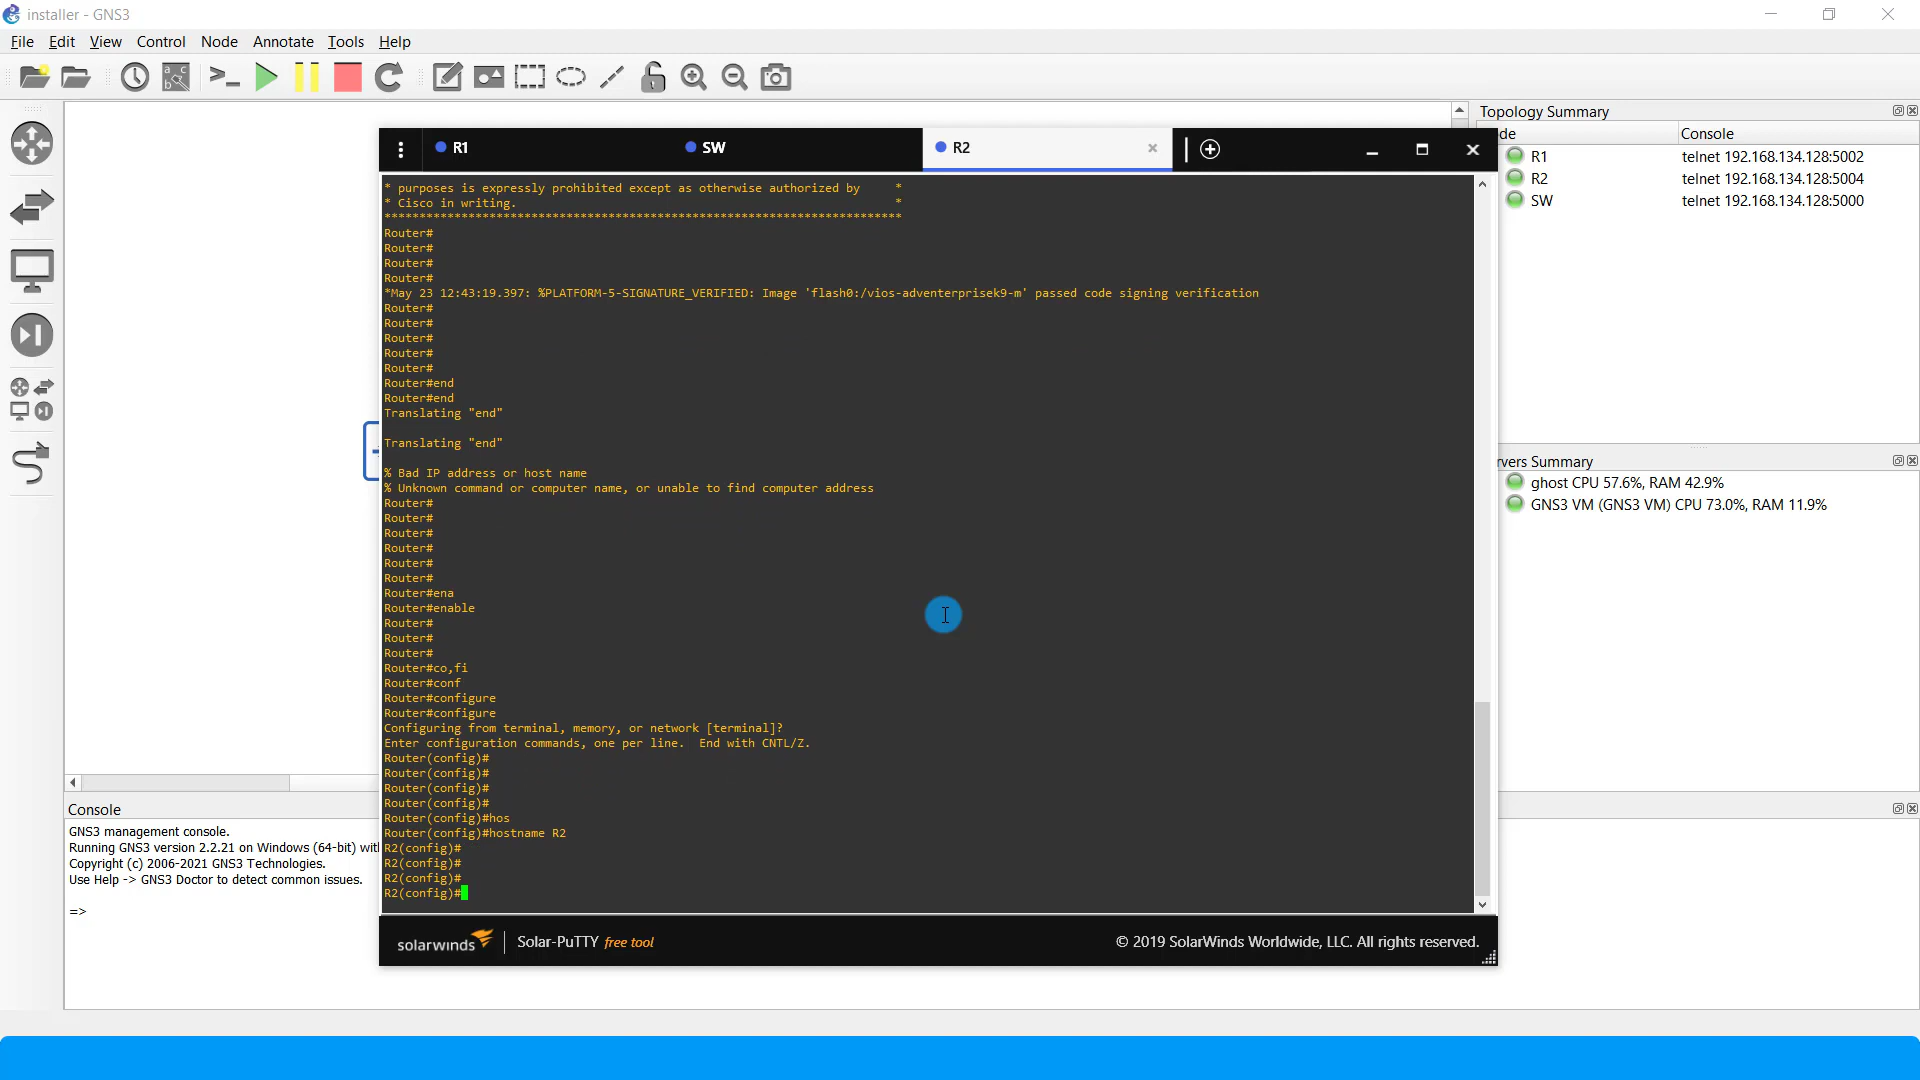 installer - GNS3
File Edit View Control Node Annotate Tools Help
R1
SW
R2
* purposes is expressly prohibited except as otherwise authorized by *
* Cisco in writing. *
**************************************************************************
Router#
Router#
Router#
Router#
*May 23 12:43:19.397: %PLATFORM-5-SIGNATURE_VERIFIED: Image 'flash0:/vios-adventerprisek9-m' passed code signing verification
Router#
Router#
Router#
Router#
Router#
Router#end
Router#end
Translating "end"
Translating "end"
% Bad IP address or host name
% Unknown command or computer name, or unable to find computer address
Router#
Router#
Router#
Router#
Router#
Router#
Router#ena
Router#enable
Router#
Router#
Router#
Router#co,fi
Router#conf
Router#configure
Router#configure
Configuring from terminal, memory, or network [terminal]?
Enter configuration commands, one per line.  End with CNTL/Z.
Router(config)#
Router(config)#
Router(config)#
Router(config)#
Router(config)#hos
Router(config)#hostname R2
R2(config)#
R2(config)#
R2(config)#
R2(config)#
solarwinds
Solar-PuTTY free tool
© 2019 SolarWinds Worldwide, LLC. All rights reserved.
Topology Summary
de Console
R1 telnet 192.168.134.128:5002
R2 telnet 192.168.134.128:5004
SW telnet 192.168.134.128:5000
rvers Summary
ghost CPU 57.6%, RAM 42.9%
GNS3 VM (GNS3 VM) CPU 73.0%, RAM 11.9%
Console
GNS3 management console.
Running GNS3 version 2.2.21 on Windows (64-bit) wit
Copyright (c) 2006-2021 GNS3 Technologies.
Use Help -> GNS3 Doctor to detect common issues.
=>